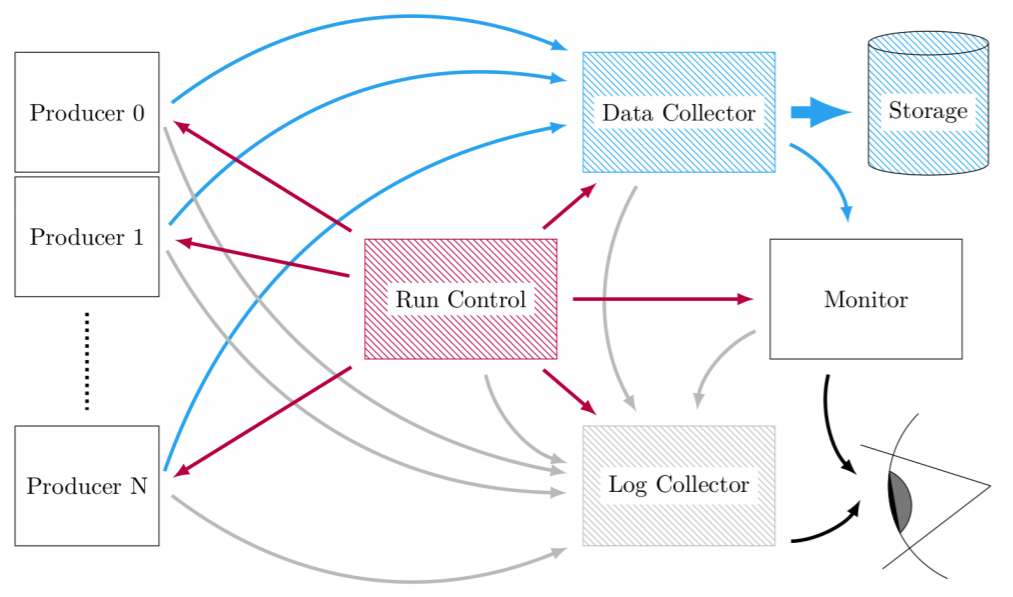 Producer 0
Data Collector
Storage
Producer 1
Run Control
Monitor
Producer N
Log Collector